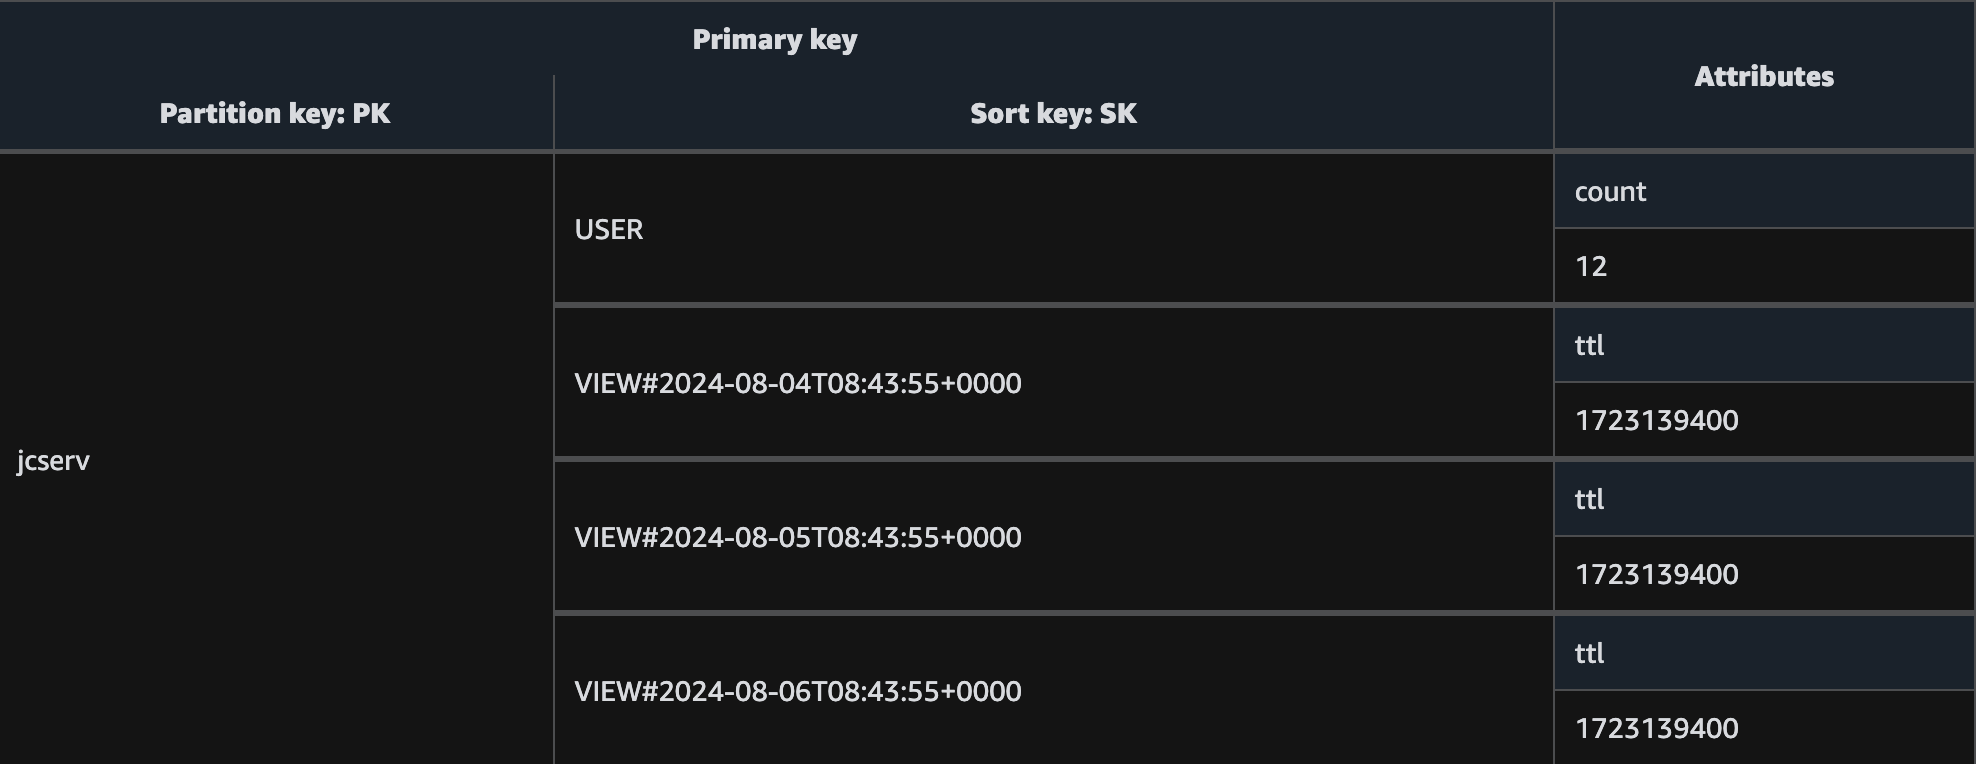 Primary key
Attributes
Partition key: PK
Sort key: SK
jcserv
USER
count
12
VIEW#2024-08-04T08:43:55+0000
ttl
1723139400
VIEW#2024-08-05T08:43:55+0000
ttl
1723139400
VIEW#2024-08-06T08:43:55+0000
ttl
1723139400